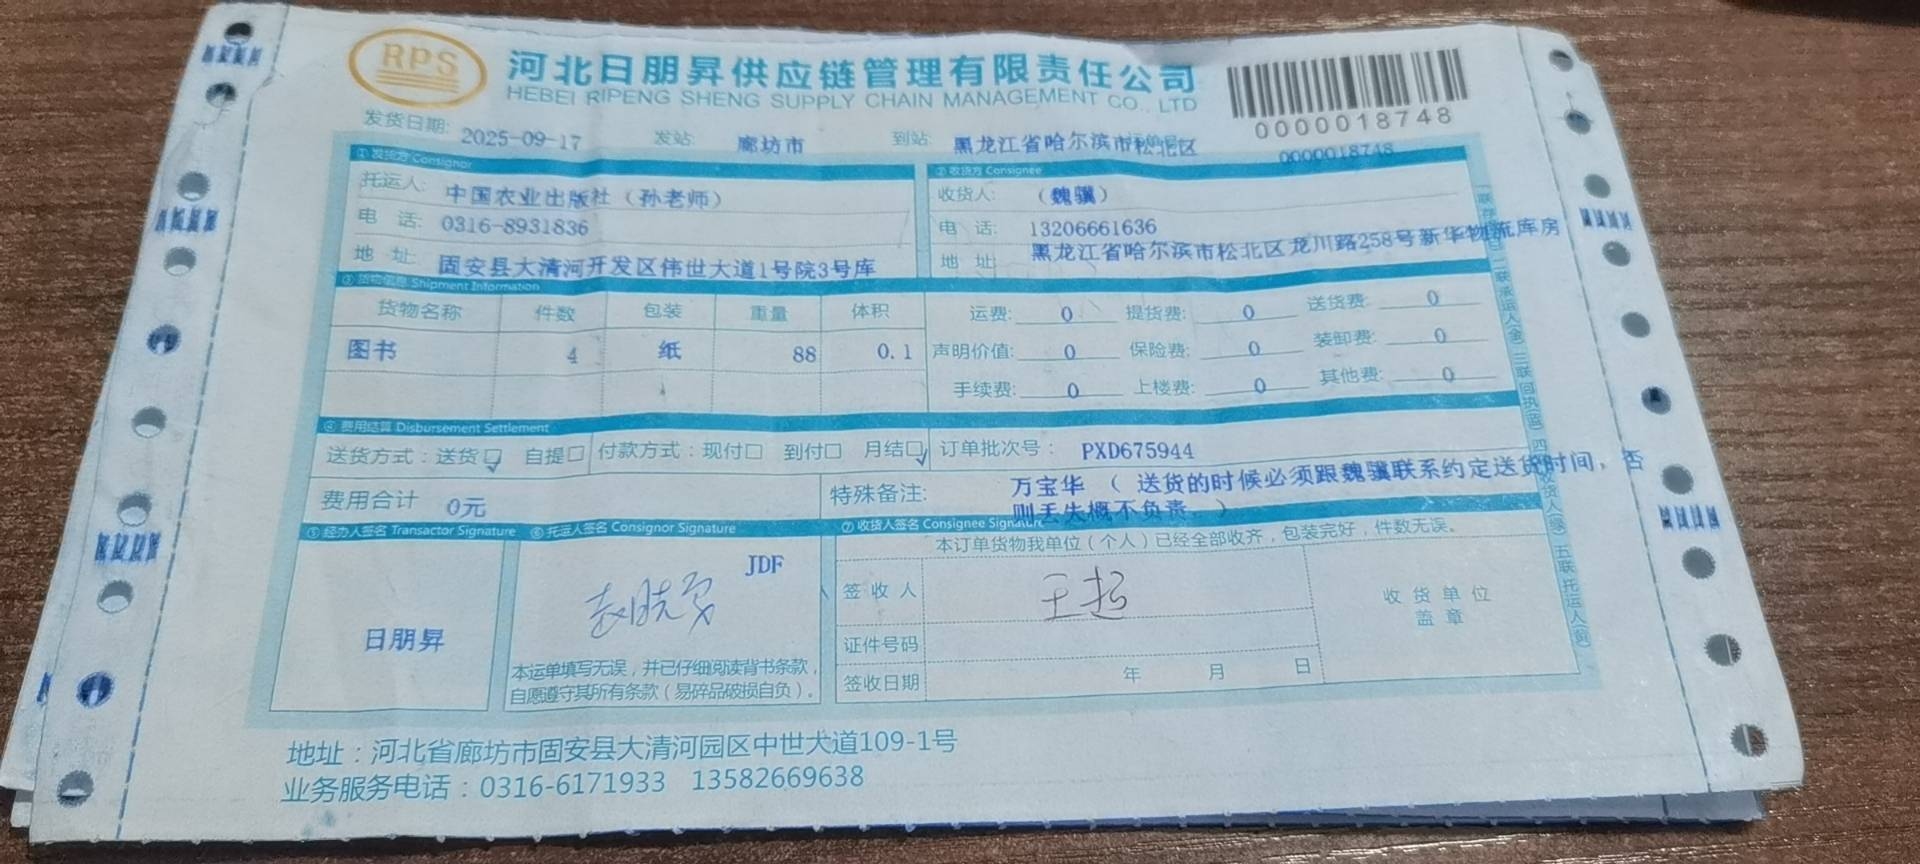 RPS
河北日朋昇供应链管理有限责任公司
HEBEI RIPENG SHENG SUPPLY CHAIN MANAGEMENT CO., LTD
0000018748
发货日期: 2025-09-17 发站: 廊坊市 到站: 黑龙江省哈尔滨市松北区 0000018748
① 发货方 Consignor ② 收货方 Consignee
托运人: 中国农业出版社（孙老师） 收货人: （魏骥）
电 话: 0316-8931836 电 话: 13206661636
地 址: 固安县大清河开发区伟世大道1号院3号库 地 址: 黑龙江省哈尔滨市松北区龙川路258号新华物流库房
③ 货物信息 Shipment Information
货物名称 件数 包装 重量 体积 运费: 0 提货费: 0 送货费: 0
图书 4 纸 88 0.1 声明价值: 0 保险费: 0 装卸费: 0
手续费: 0 上楼费: 0 其他费: 0
④ 费用结算 Disbursement Settlement
送货方式：送货☑ 自提□ 付款方式：现付□ 到付□ 月结☑ 订单批次号： PXD675944
费用合计 0元 特殊备注: 万宝华（ 送货的时候必须跟魏骥联系约定送货时间，否
则丢失概不负责。）
⑤ 经办人签名 Transactor Signature ⑥ 托运人签名 Consignor Signature ⑦ 收货人签名 Consignee Signature
本订单货物我单位（个人）已经全部收齐，包装完好，件数无误。
JDF
签 收 人 王超 收 货 单 位
盖 章
日朋昇
证件号码
本运单填写无误，并已仔细阅读背书条款，
自愿遵守其所有条款（易碎品破损自负）。
签收日期 年 月 日
地址：河北省廊坊市固安县大清河园区中世大道109-1号
业务服务电话：0316-6171933 13582669638